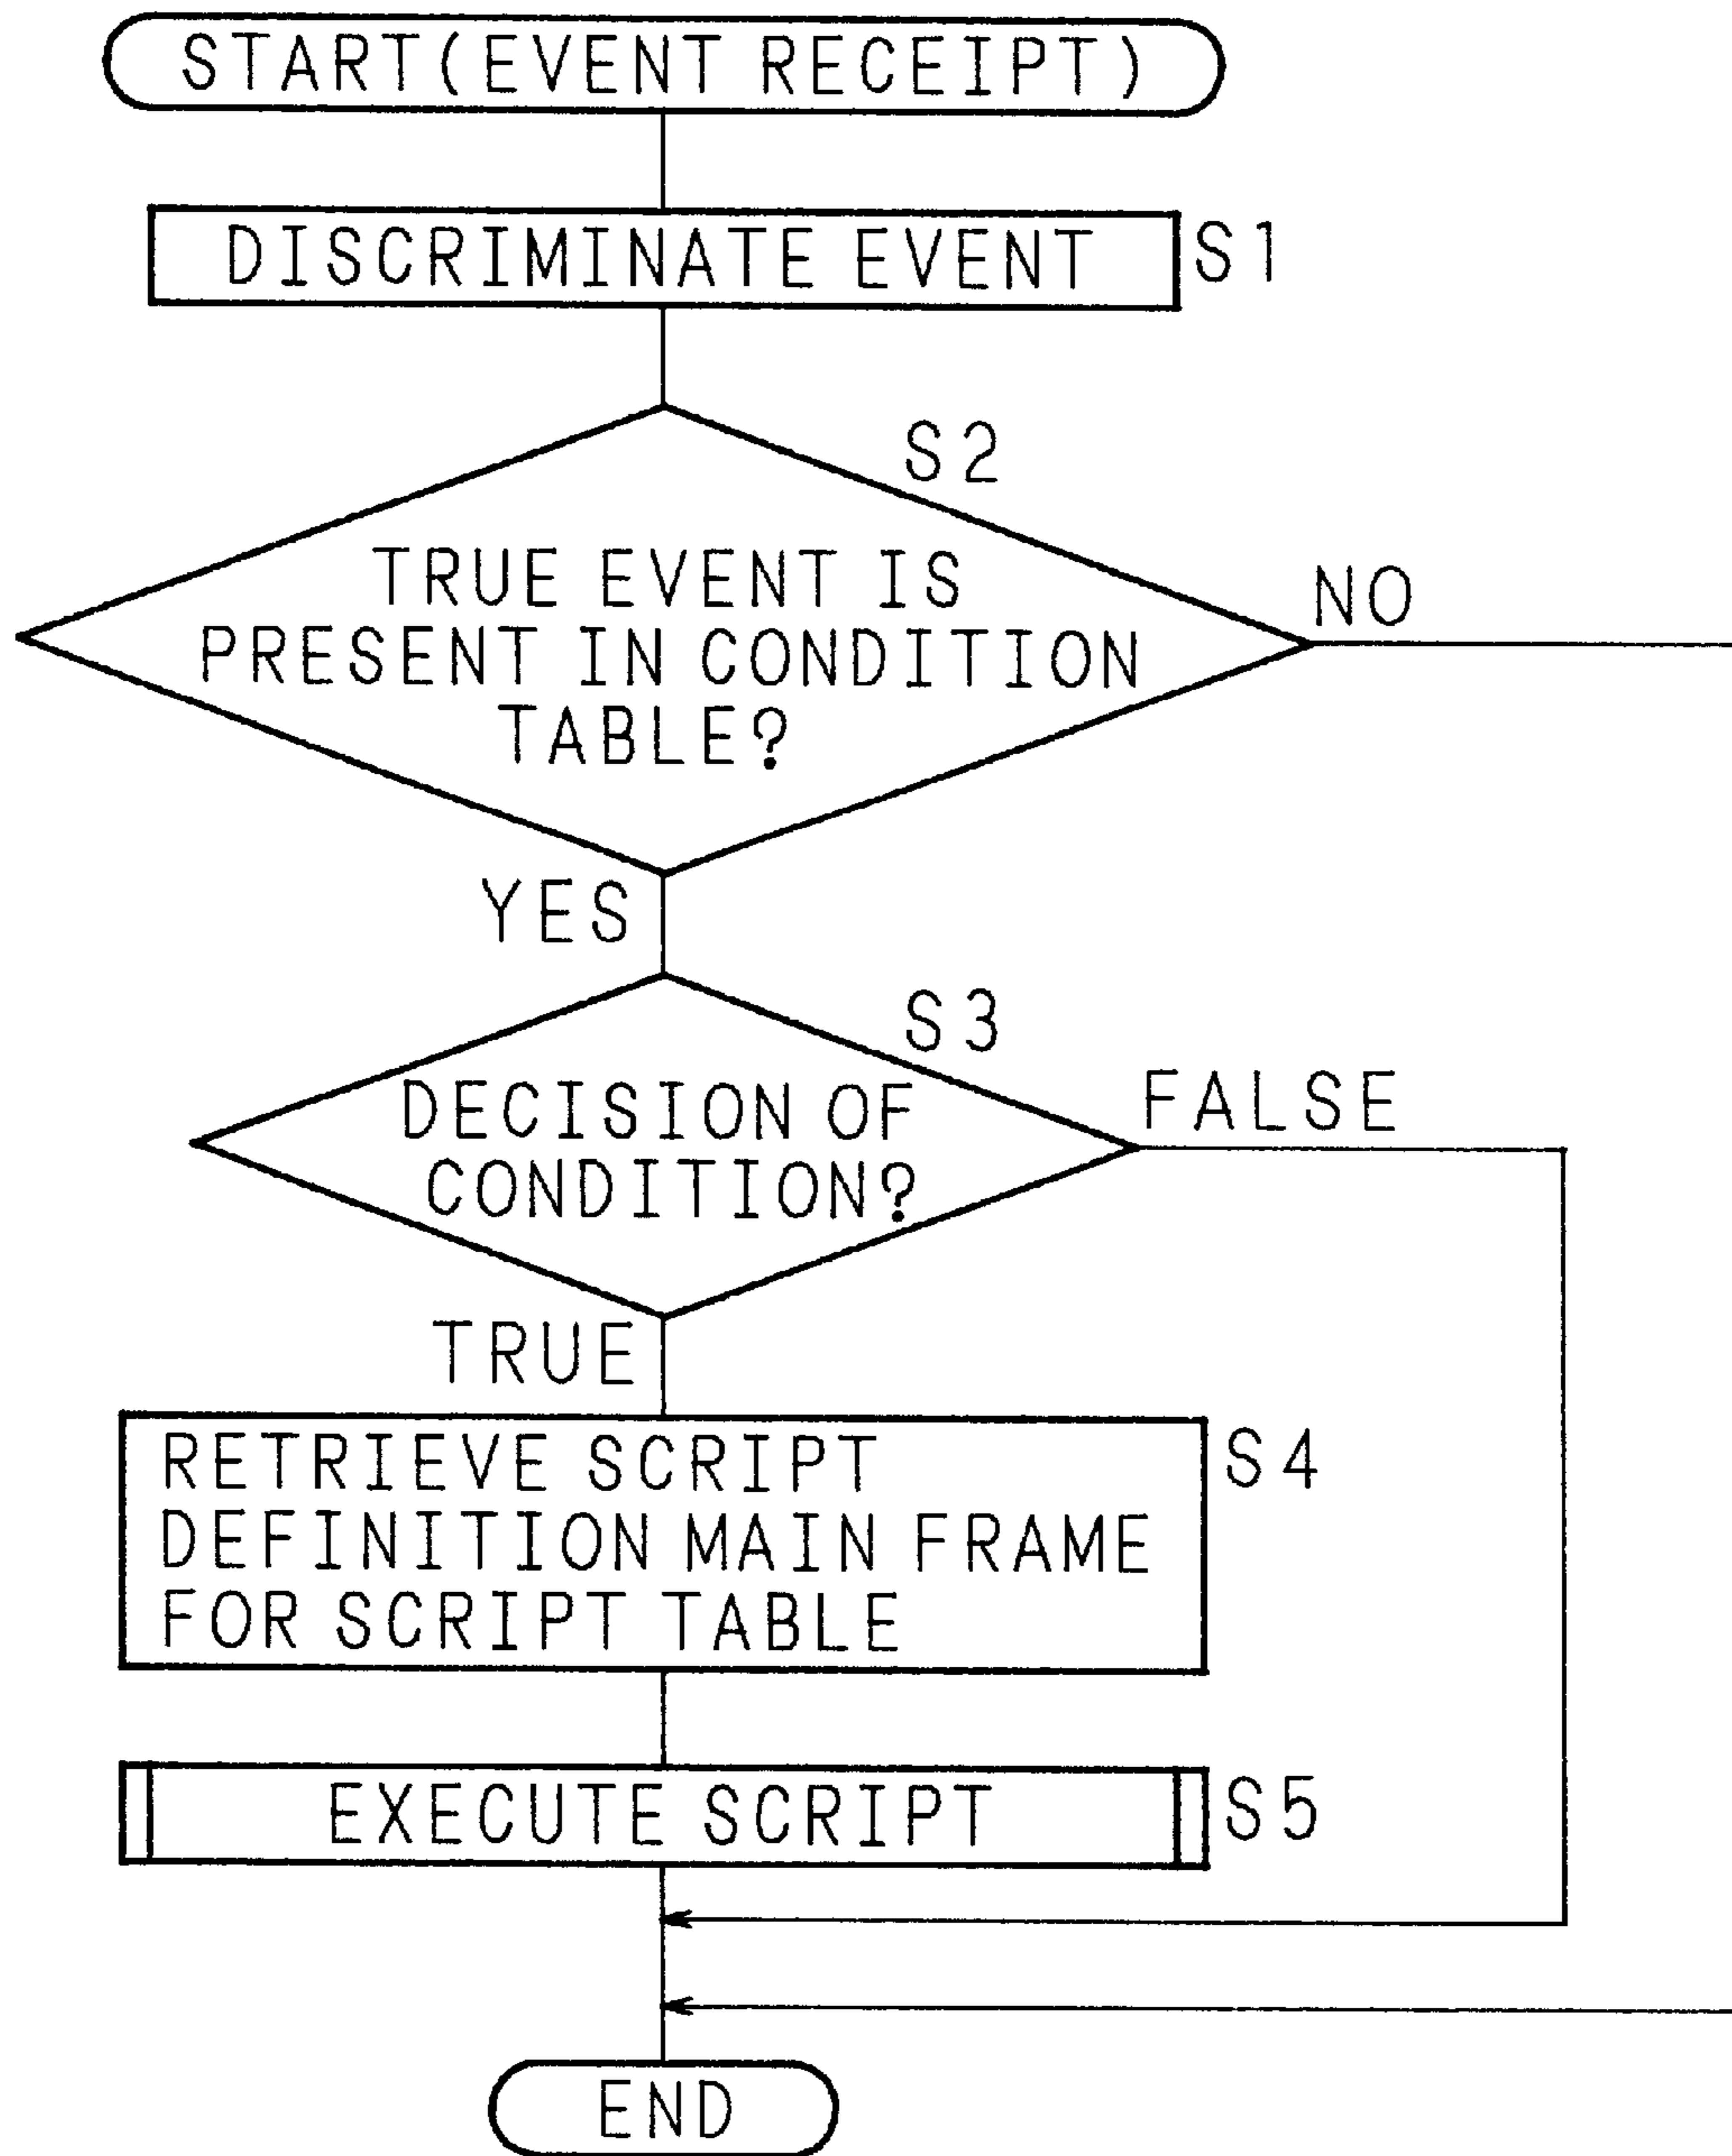 START(EVENT RECEIPT)
DISCRIMINATE EVENT
S1
S2
TRUE EVENT IS
PRESENT IN CONDITION
TABLE?
NO
YES
S3
DECISION OF
CONDITION?
FALSE
TRUE
RETRIEVE SCRIPT
DEFINITION MAIN FRAME
FOR SCRIPT TABLE
S4
EXECUTE SCRIPT
S5
END